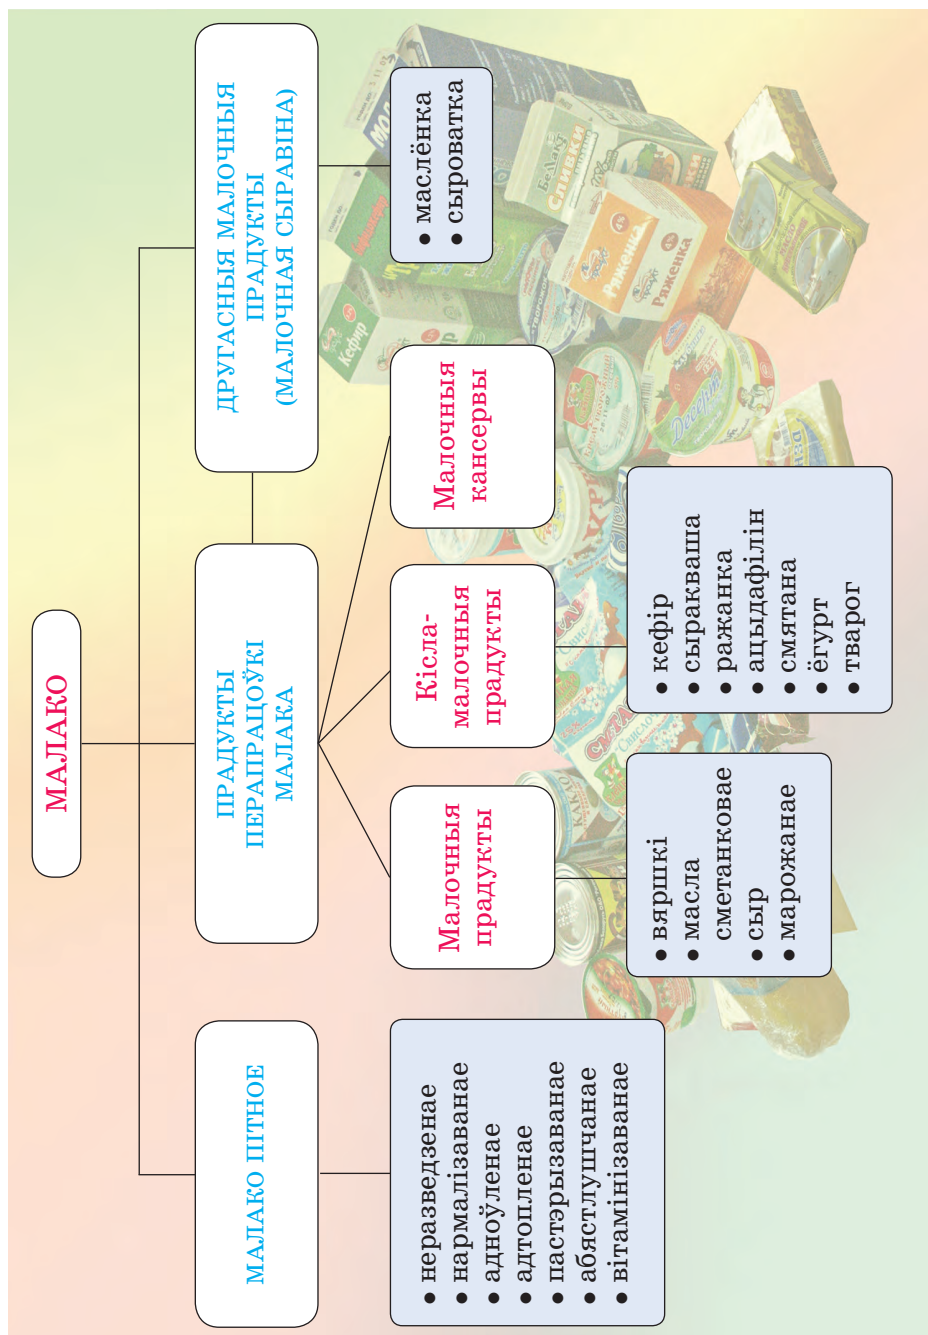 МАЛАКО
МАЛАКО ПІТНОЕ
ПРАДУКТЫ
ПЕРАПРАЦОЎКІ
МАЛАКА
ДРУГАСНЫЯ МАЛОЧНЫЯ
ПРАДУКТЫ
(МАЛОЧНАЯ СЫРАВІНА)
• неразведзенае
• нармалізаванае
• адноўленае
• адтопленае
• пастэрызаванае
• абястлушчанае
• вітамінізаванае
Малочныя
прадукты
Кісла-
малочныя
прадукты
Малочныя
кансервы
• маслёнка
• сыроватка
• вяршкі
• масла
сметанковае
• сыр
• марожанае
• кефір
• сыракваша
• ражанка
• ацыдафілін
• смятана
• ёгурт
• тварог
Кефир
БеЛЛакт
СЛИВКИ
Ряженка
Ряженка
Десерт